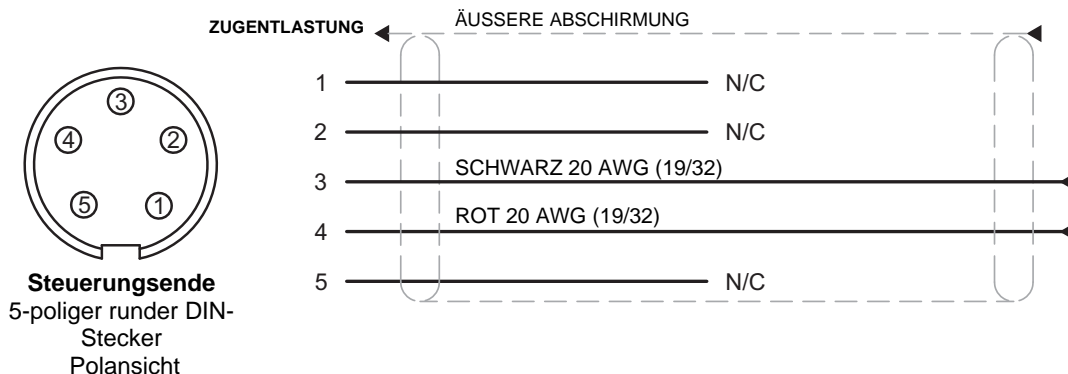 ZUGENTLASTUNG
ÄUSSERE ABSCHIRMUNG
1 N/C
2 N/C
3 SCHWARZ 20 AWG (19/32)
4 ROT 20 AWG (19/32)
5 N/C
3
4 2
5 1
Steuerungsende
5-poliger runder DIN-
Stecker
Polansicht